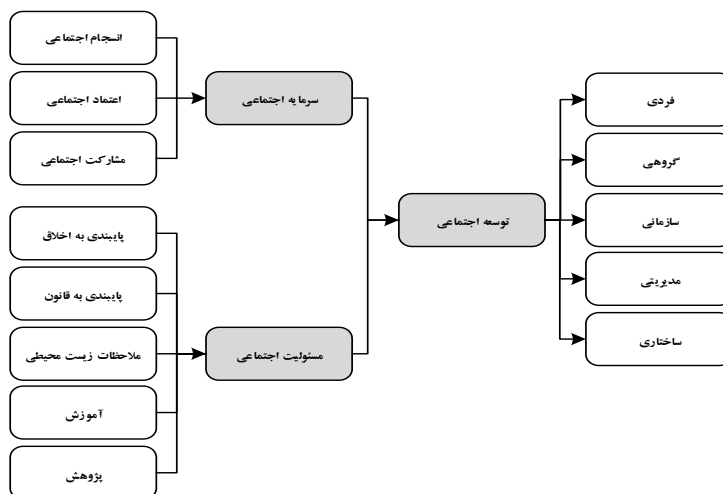 انسجام اجتماعی
اعتماد اجتماعی
مشارکت اجتماعی
سرمایه اجتماعی
پایبندی به اخلاق
پایبندی به قانون
ملاحظات زیست محیطی
آموزش
پژوهش
مسئولیت اجتماعی
توسعه اجتماعی
فردی
گروهی
سازمانی
مدیریتی
ساختاری